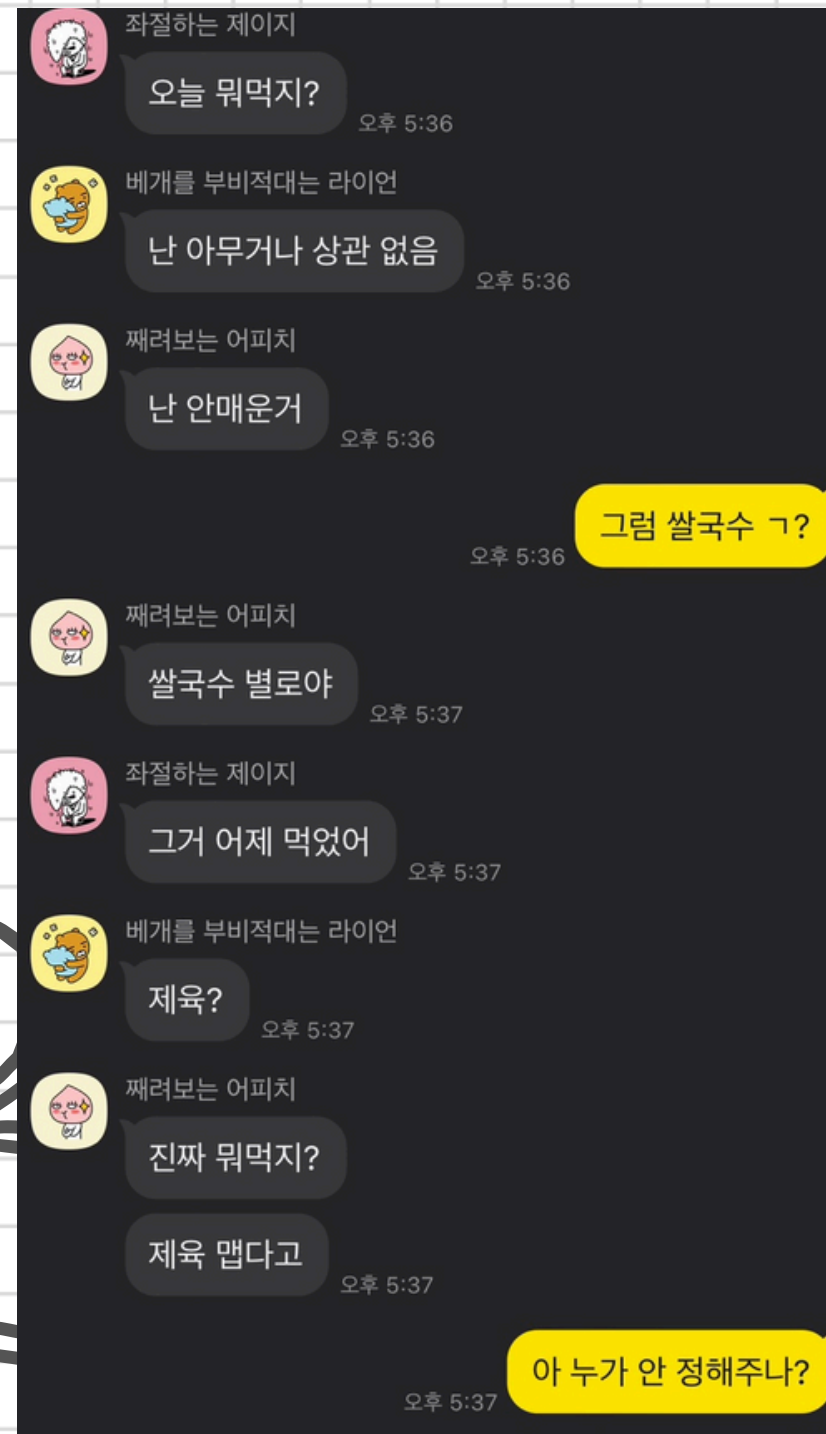 좌절하는 제이지
오늘 뭐먹지?
오후 5:36
베개를 부비적대는 라이언
난 아무거나 상관 없음
오후 5:36
째려보는 어피치
난 안매운거
오후 5:36
그럼 쌀국수 ㄱ?
오후 5:36
째려보는 어피치
쌀국수 별로야
오후 5:37
좌절하는 제이지
그거 어제 먹었어
오후 5:37
베개를 부비적대는 라이언
제육?
오후 5:37
째려보는 어피치
진짜 뭐먹지?
제육 맵다고
오후 5:37
아 누가 안 정해주나?
오후 5:37